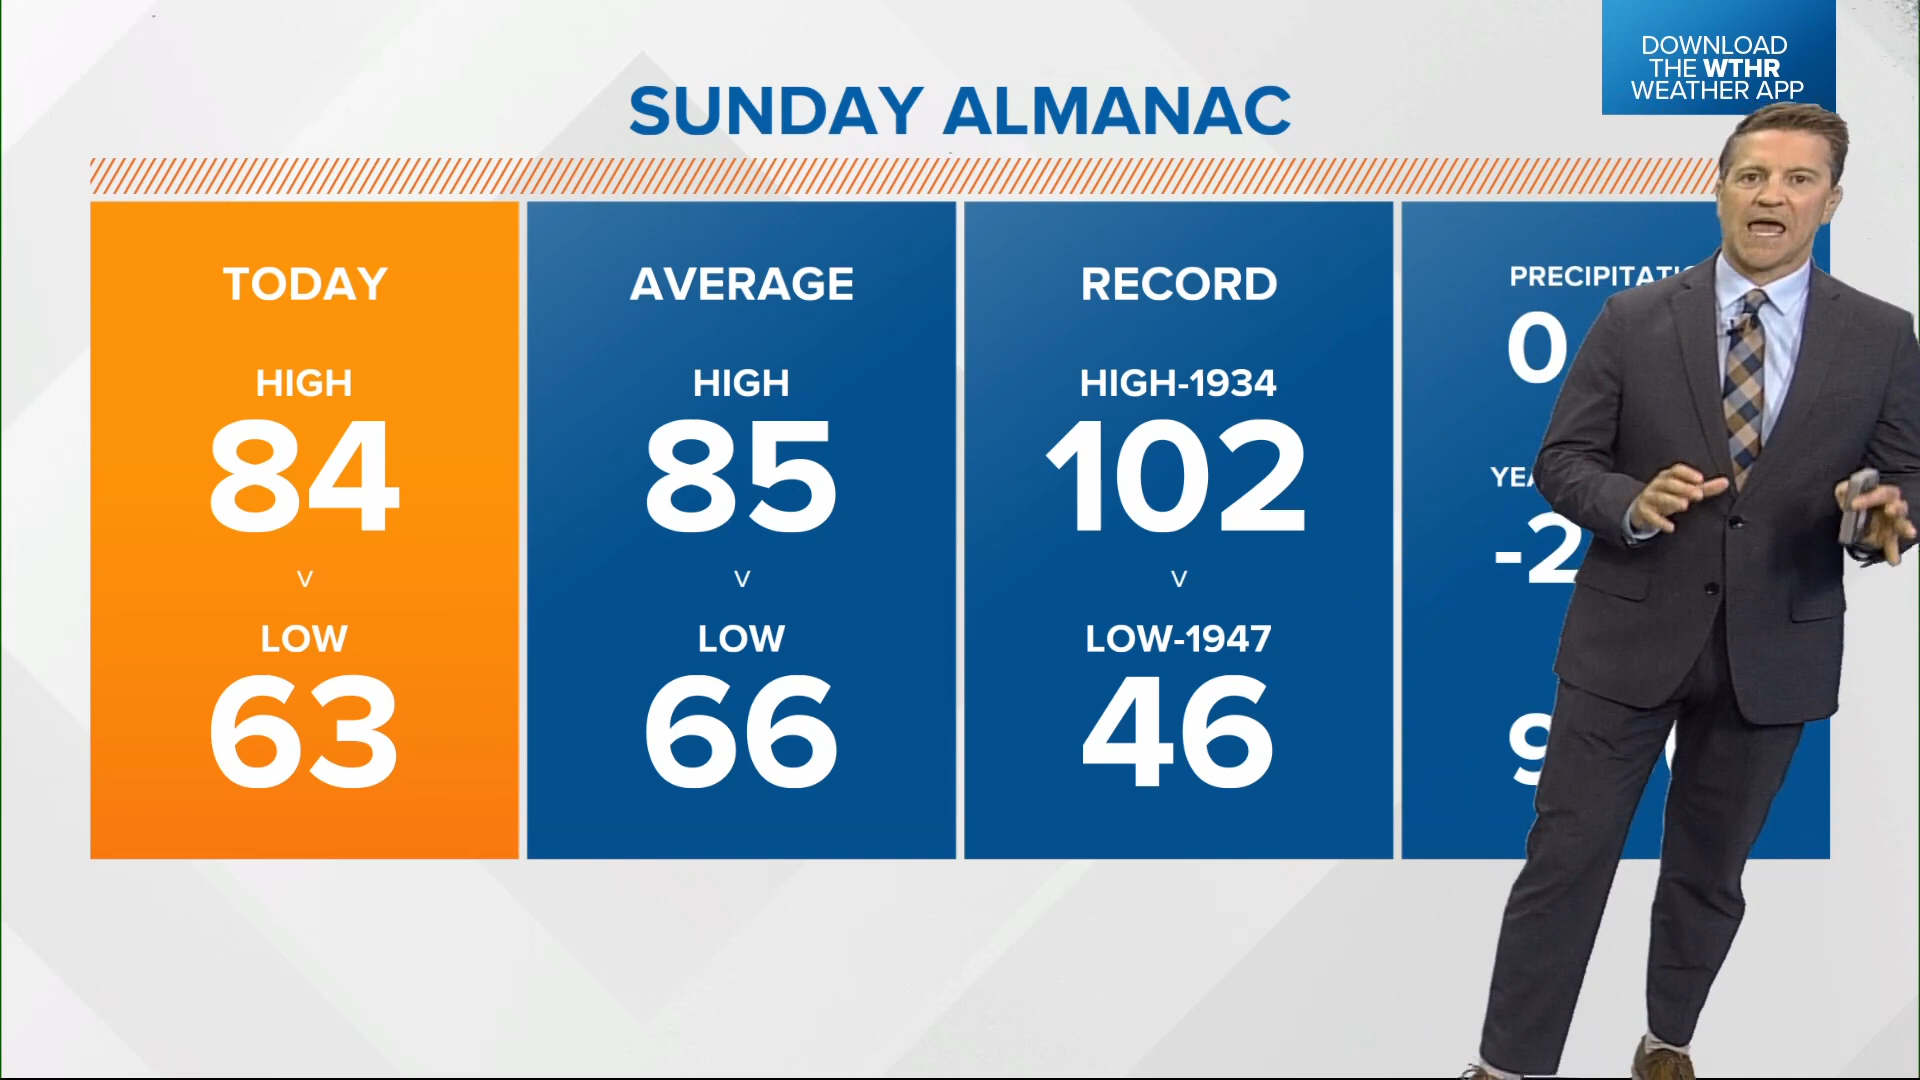 DOWNLOAD
THE WTHR
WEATHER APP
SUNDAY ALMANAC
TODAY
HIGH
84
v
LOW
63
AVERAGE
HIGH
85
v
LOW
66
RECORD
HIGH-1934
102
v
LOW-1947
46